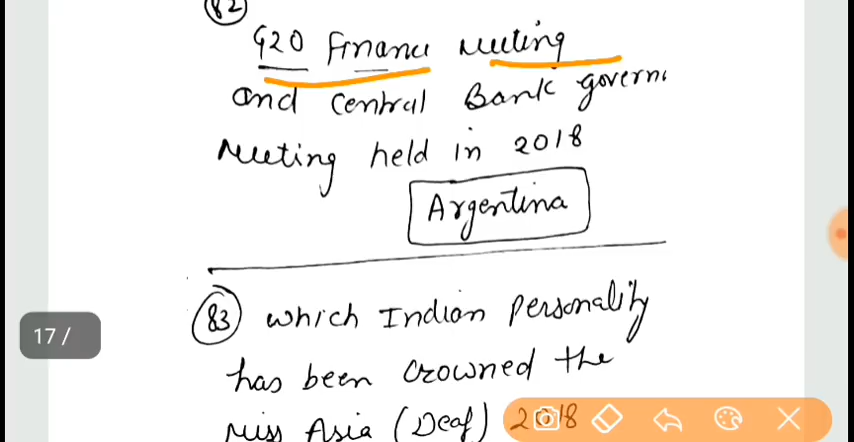 82
G20 Finance Meeting
and Central Bank govern
Meeting held in 2018
Argentina
83 which Indian personality
has been crowned the
17 /
Miss Asia (Deaf) 2018